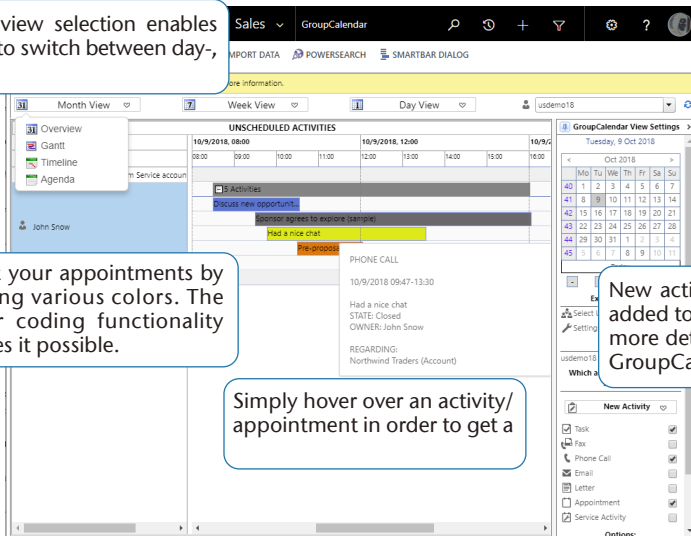 view selection enables
to switch between day-,
Sales
GroupCalendar
IMPORT DATA
POWERSEARCH
SMARTBAR DIALOG
ore information.
31 Month View
7 Week View
1 Day View
usdemo18
31 Overview
Gantt
Timeline
Agenda
UNSCHEDULED ACTIVITIES
10/9/2018, 08:00
10/9/2018, 12:00
10/9/2
08:00 09:00 10:00 11:00 12:00 13:00 14:00 15:00 16:00
m Service accoun
John Snow
5 Activities
Discuss new opportunit...
Sponsor agrees to explore (sample)
Had a nice chat
Pre-proposa
PHONE CALL
10/9/2018 09:47-13:30
Had a nice chat
STATE: Closed
OWNER: John Snow
REGARDING:
Northwind Traders (Account)
your appointments by
ng various colors. The
r coding functionality
es it possible.
Simply hover over an activity/
appointment in order to get a
GroupCalendar View Settings >
Tuesday, 9 Oct 2018
< Oct 2018 >
Mo Tu We Th Fr Sa Su
40 1 2 3 4 5 6 7
41 8 9 10 11 12 13 14
42 15 16 17 18 19 20 21
43 22 23 24 25 26 27 28
44 29 30 31 1 2 3 4
45 5 6 7 8 9 10 11
New acti
added to
more det
GroupCa
Ex
Select
Setting
usdemo18
Which a
New Activity
Task
Fax
Phone Call
Email
Letter
Appointment
Service Activity
Options: